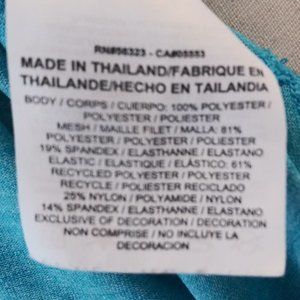 RN#56323 - CA#05553
MADE IN THAILAND/FABRIQUE EN
THAILANDE/HECHO EN TAILANDIA
BODY / CORPS / CUERPO: 100% POLYESTER /
POLYESTER / POLIESTER
MESH / MAILLE FILET / MALLA: 81%
POLYESTER / POLYESTER / POLIESTER
19% SPANDEX / ELASTHANNE / ELASTANO
ELASTIC / ELASTIQUE / ELÁSTICO: 61%
RECYCLED POLYESTER / POLYESTER
RECYCLE / POLIESTER RECICLADO
25% NYLON / POLYAMIDE / NYLON
14% SPANDEX / ELASTHANNE / ELASTANO
EXCLUSIVE OF DECORATION / DECORATION
NON COMPRISE / NO INCLUYE LA
DECORACION